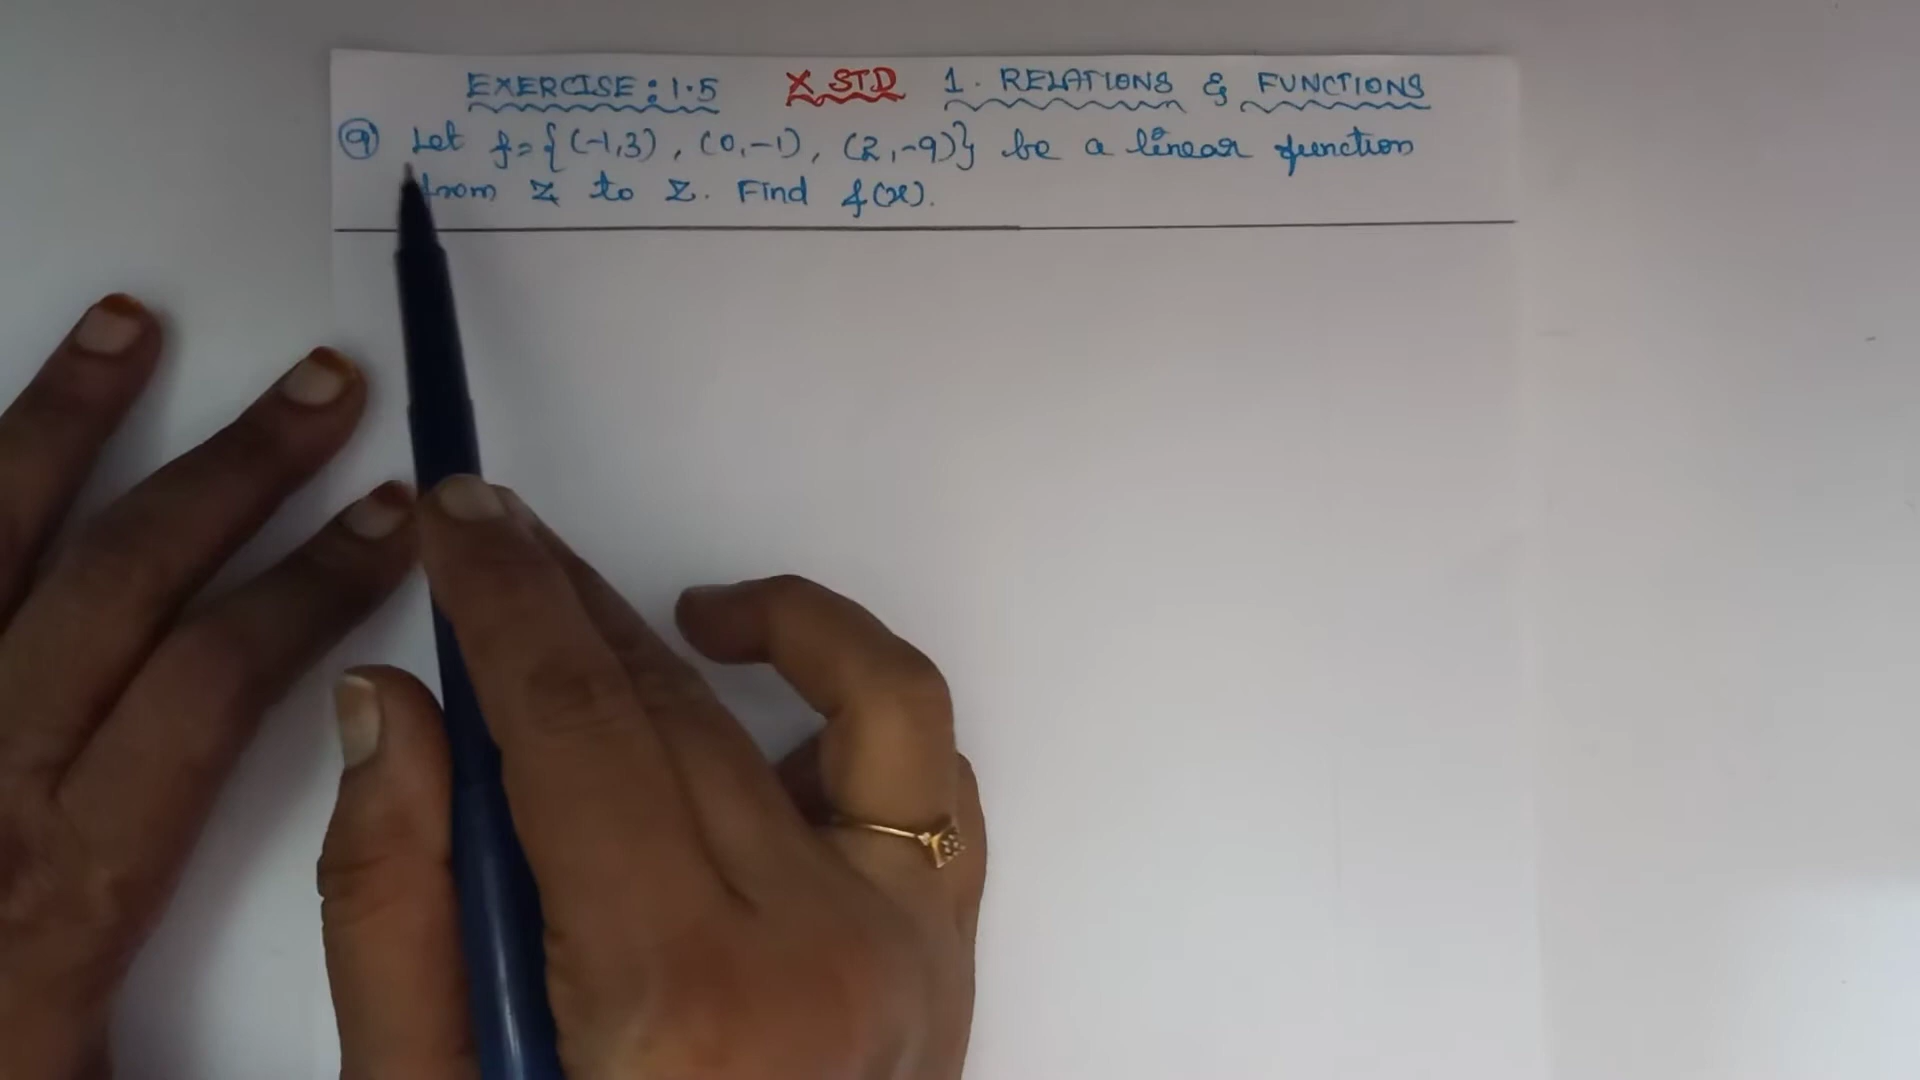 EXERCISE: 1.5 X STD 1. RELATIONS & FUNCTIONS
9) Let f={(-1,3), (0,-1), (2,-9)} be a linear function
from Z to Z. Find f(x).